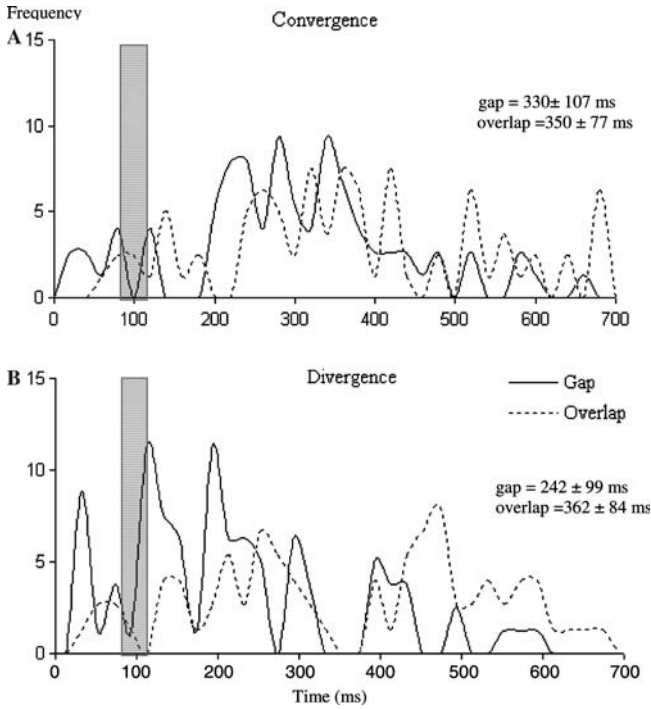 Frequency
A
Convergence
15
gap = 330± 107 ms
overlap =350 ± 77 ms
10
5
0
0 100 200 300 400 500 600 700
B
Divergence
15
Gap
Overlap
10
gap = 242 ± 99 ms
overlap =362 ± 84 ms
5
0
0 100 200 300 400 500 600 700
Time (ms)